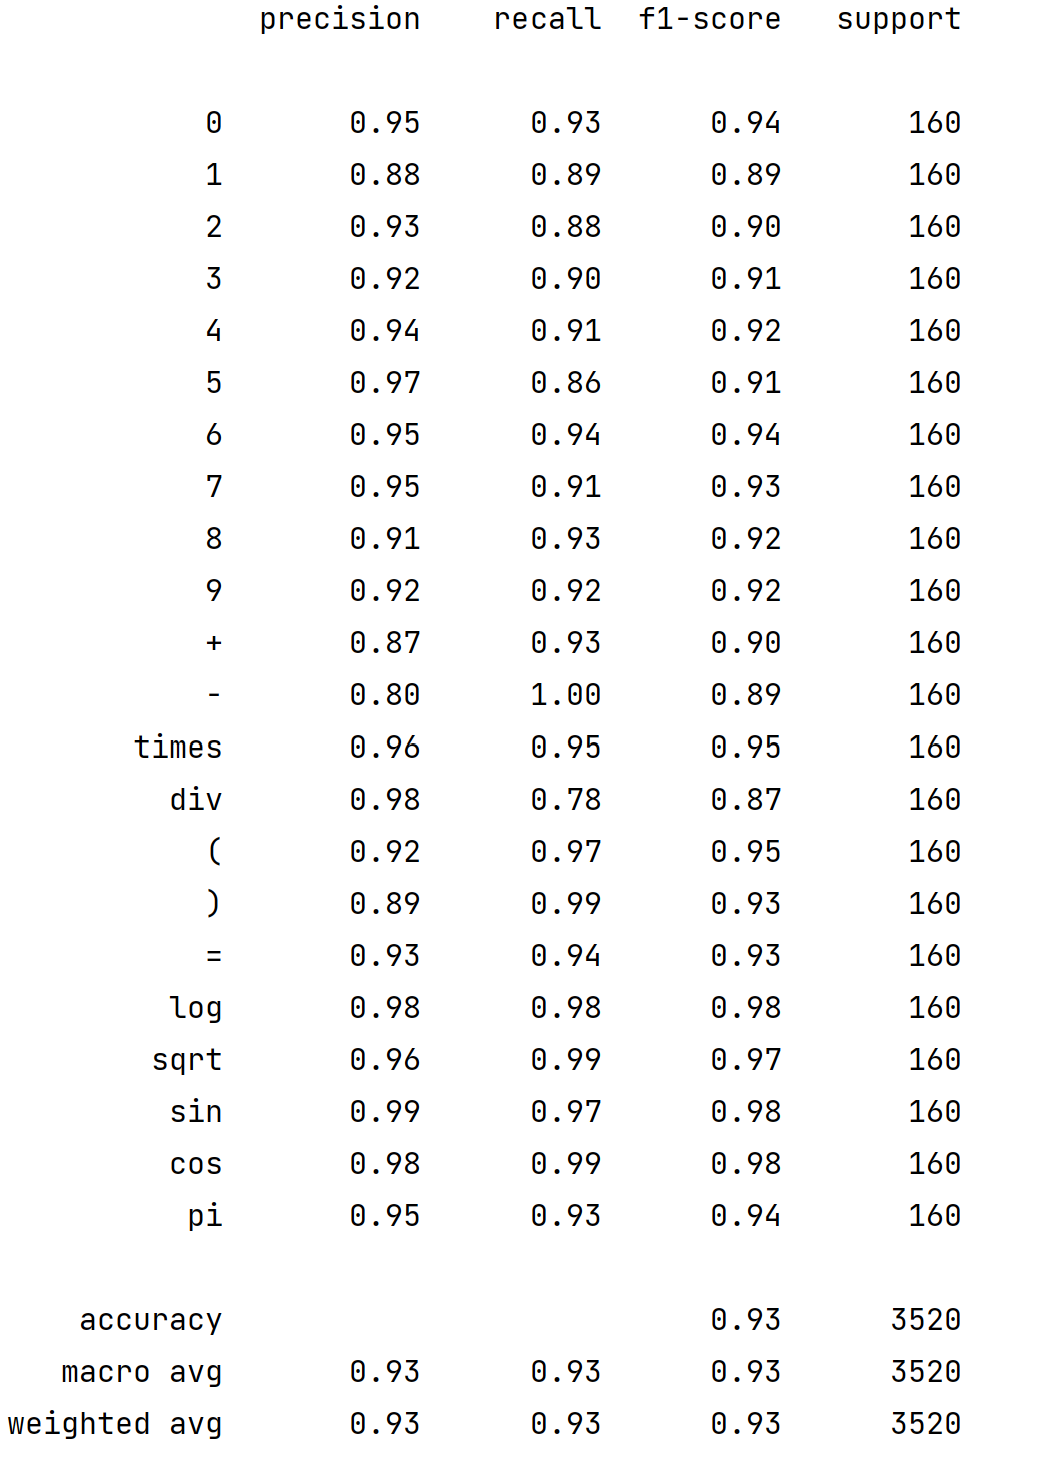 precision recall f1-score support
0 0.95 0.93 0.94 160
1 0.88 0.89 0.89 160
2 0.93 0.88 0.90 160
3 0.92 0.90 0.91 160
4 0.94 0.91 0.92 160
5 0.97 0.86 0.91 160
6 0.95 0.94 0.94 160
7 0.95 0.91 0.93 160
8 0.91 0.93 0.92 160
9 0.92 0.92 0.92 160
+ 0.87 0.93 0.90 160
- 0.80 1.00 0.89 160
times 0.96 0.95 0.95 160
div 0.98 0.78 0.87 160
( 0.92 0.97 0.95 160
) 0.89 0.99 0.93 160
= 0.93 0.94 0.93 160
log 0.98 0.98 0.98 160
sqrt 0.96 0.99 0.97 160
sin 0.99 0.97 0.98 160
cos 0.98 0.99 0.98 160
pi 0.95 0.93 0.94 160
accuracy 0.93 3520
macro avg 0.93 0.93 0.93 3520
weighted avg 0.93 0.93 0.93 3520